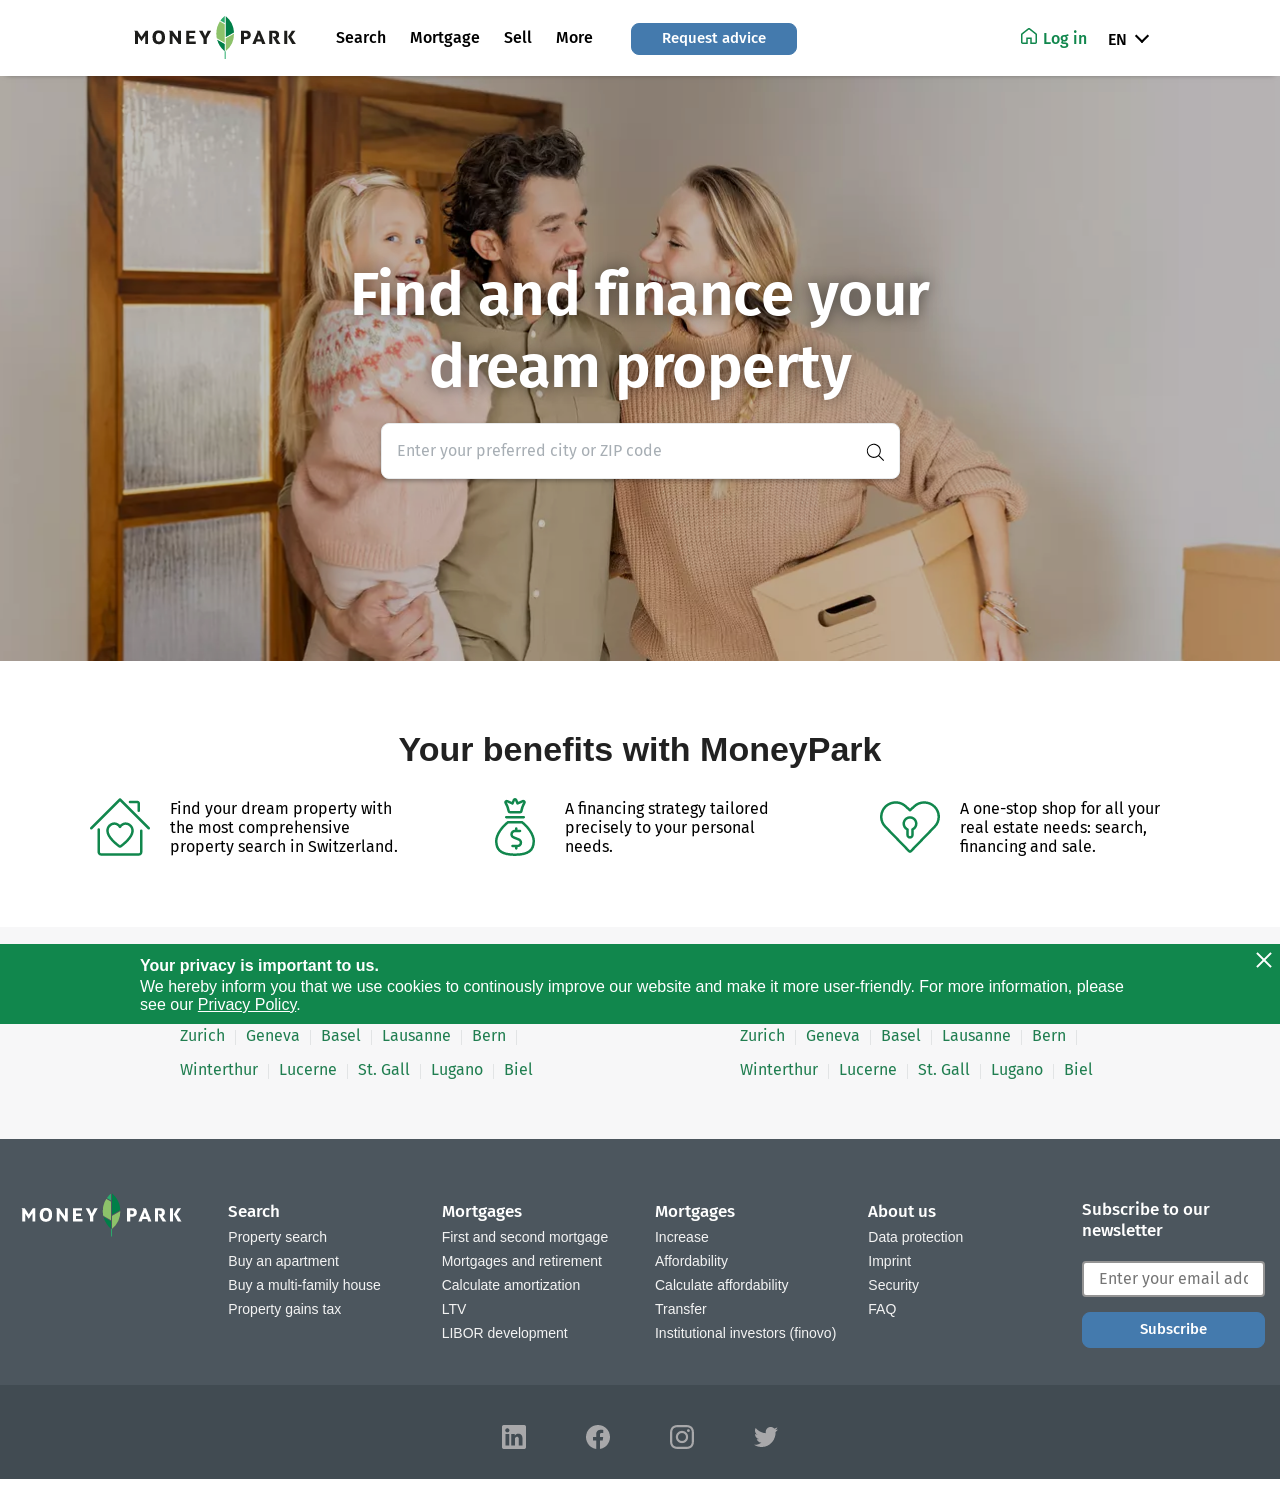 MONEY PARK
Search
Mortgage
Sell
More
Request advice
Log in
EN
Find and finance your
dream property
Enter your preferred city or ZIP code
Your benefits with MoneyPark
Find your dream property with
the most comprehensive
property search in Switzerland.
A financing strategy tailored
precisely to your personal
needs.
A one-stop shop for all your
real estate needs: search,
financing and sale.
Your privacy is important to us.
We hereby inform you that we use cookies to continously improve our website and make it more user-friendly. For more information, please
see our Privacy Policy.
Zurich Geneva Basel Lausanne Bern
Winterthur Lucerne St. Gall Lugano Biel
Zurich Geneva Basel Lausanne Bern
Winterthur Lucerne St. Gall Lugano Biel
MONEY PARK
Search
Property search
Buy an apartment
Buy a multi-family house
Property gains tax
Mortgages
First and second mortgage
Mortgages and retirement
Calculate amortization
LTV
LIBOR development
Mortgages
Increase
Affordability
Calculate affordability
Transfer
Institutional investors (finovo)
About us
Data protection
Imprint
Security
FAQ
Subscribe to our
newsletter
Enter your email add
Subscribe